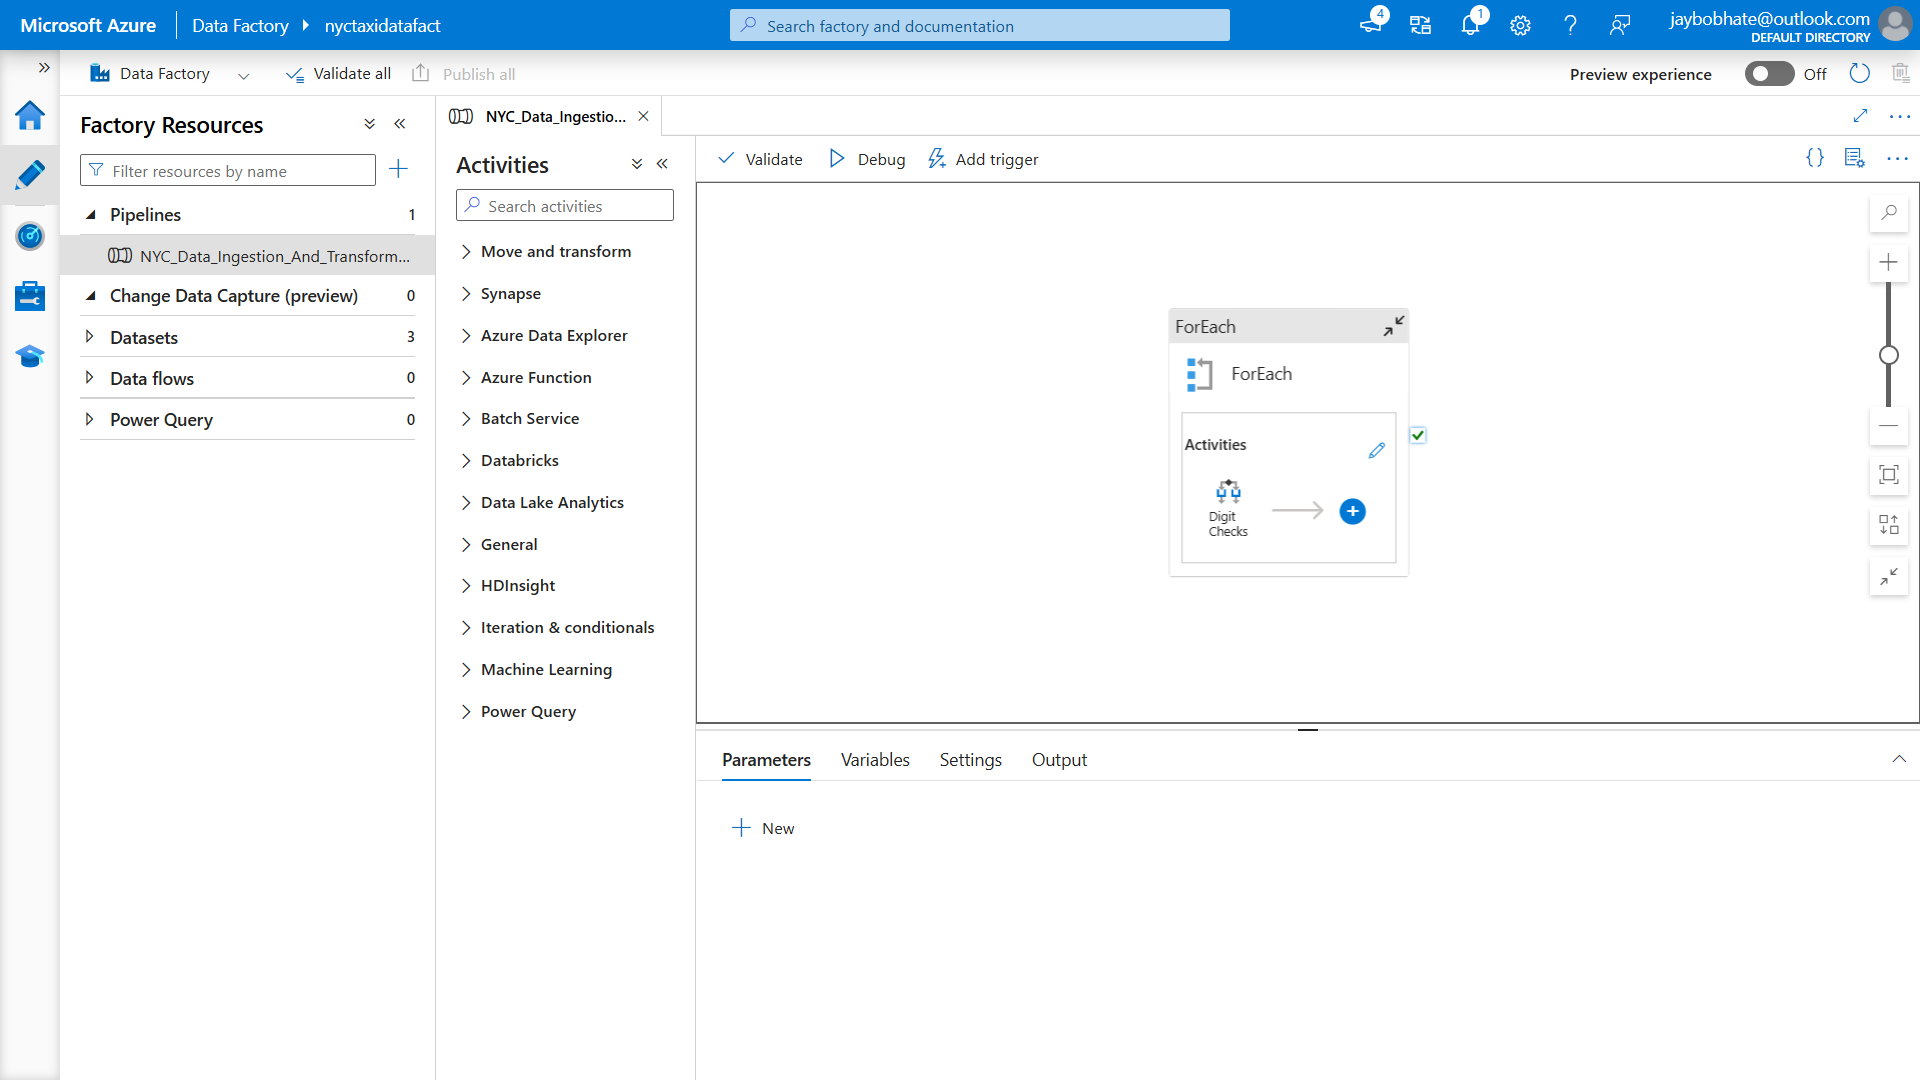 Microsoft Azure
Data Factory
nyctaxidatafact
Search factory and documentation
4
1
jaybobhate@outlook.com
DEFAULT DIRECTORY
Data Factory
Validate all
Publish all
Preview experience
Off
Factory Resources
Filter resources by name
Pipelines 1
NYC_Data_Ingestion_And_Transform...
Change Data Capture (preview) 0
Datasets 3
Data flows 0
Power Query 0
NYC_Data_Ingestio...
Activities
Search activities
Move and transform
Synapse
Azure Data Explorer
Azure Function
Batch Service
Databricks
Data Lake Analytics
General
HDInsight
Iteration & conditionals
Machine Learning
Power Query
Validate
Debug
Add trigger
ForEach
ForEach
Activities
Digit
Checks
Parameters
Variables
Settings
Output
New